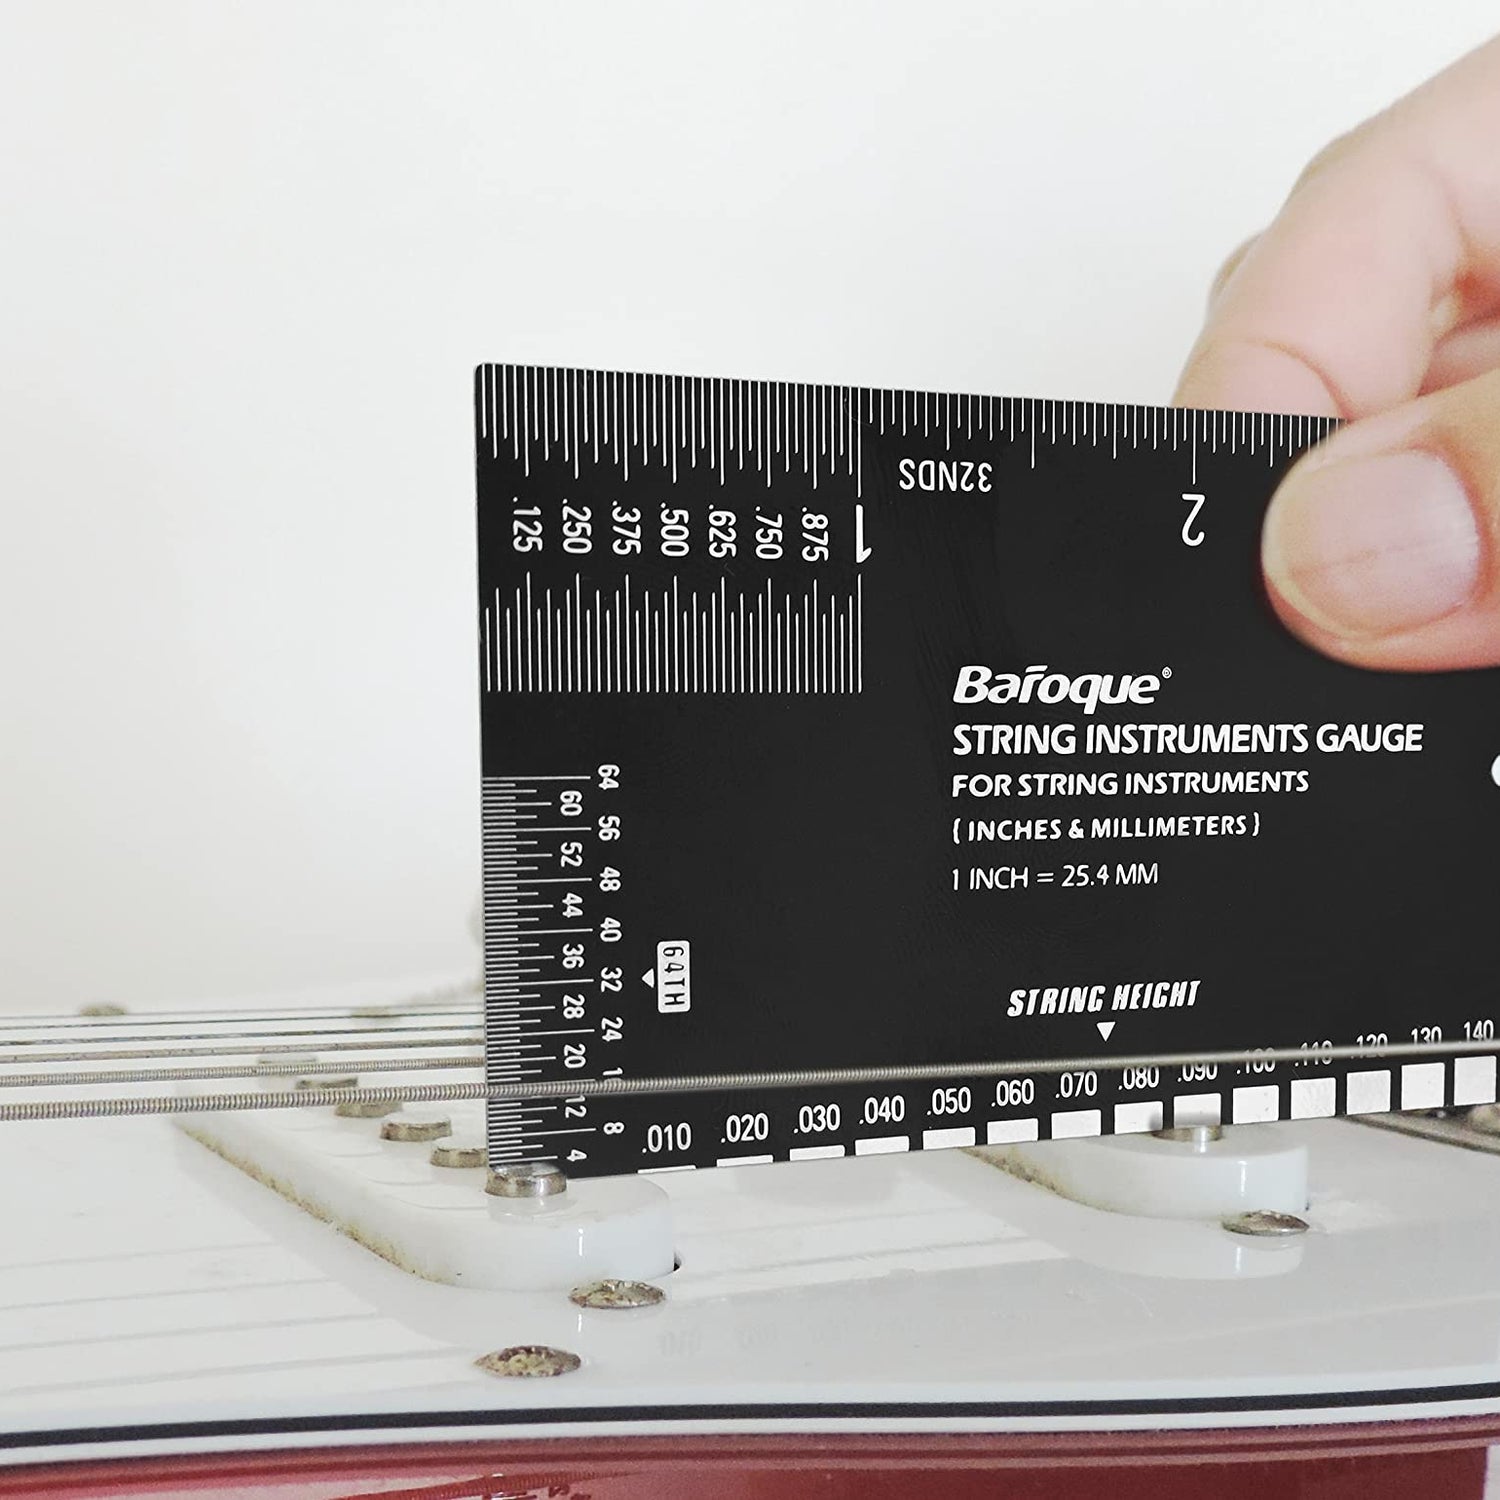 .125 .250 .375 .500 .625 .750 .875 1
32NDS
2
Baroque®
STRING INSTRUMENTS GAUGE
FOR STRING INSTRUMENTS
{ INCHES & MILLIMETERS }
1 INCH = 25.4 MM
64 60 56 52 48 44 40 36 32 28 24 20 12 8 4
64TH
STRING HEIGHT
.010 .020 .030 .040 .050 .060 .070 .080 .090 .100 .110 .120 .130 .140